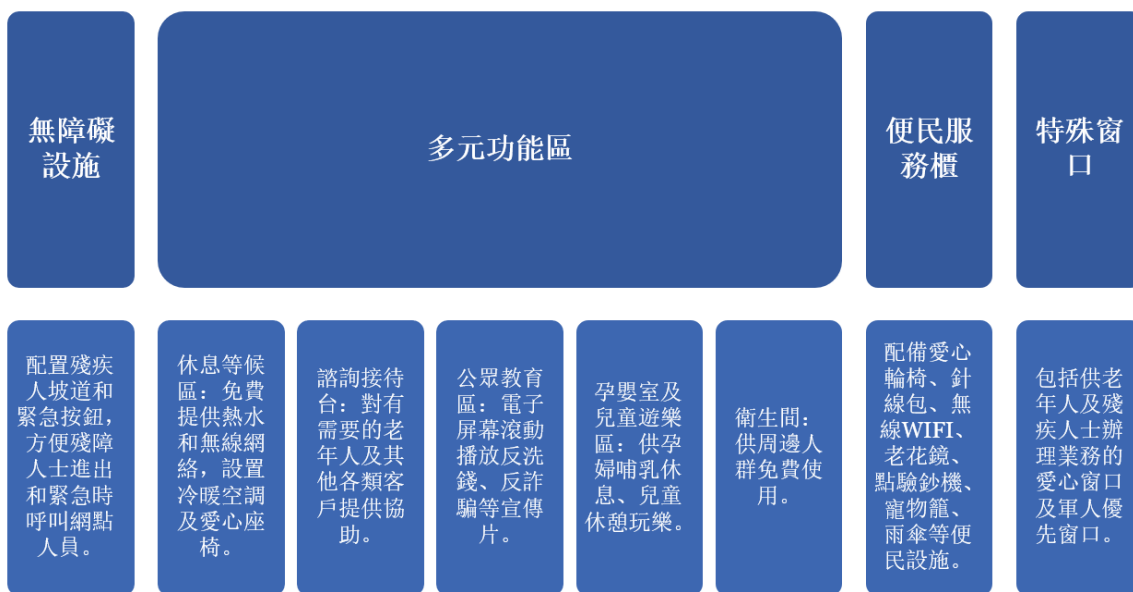 無障礙
設施
多元功能區
便民服
務櫃
特殊窗
口
配置殘疾
人坡道和
緊急按鈕，
方便殘障
人士進出
和緊急時
呼叫網點
人員。
休息等候
區：免費
提供熱水
和無線網
絡，設置
冷暖空調
及愛心座
椅。
諮詢接待
台：對有
需要的老
年人及其
他各類客
戶提供協
助。
公眾教育
區：電子
屏幕滾動
播放反洗
錢、反詐
騙等宣傳
片。
孕嬰室及
兒童遊樂
區：供孕
婦哺乳休
息、兒童
休憩玩樂。
衛生間：
供周邊人
群免費使
用。
配備愛心
輪椅、針
線包、無
線WIFI、
老花鏡、
點驗鈔機、
寵物籠、
雨傘等便
民設施。
包括供老
年人及殘
疾人士辦
理業務的
愛心窗口
及軍人優
先窗口。